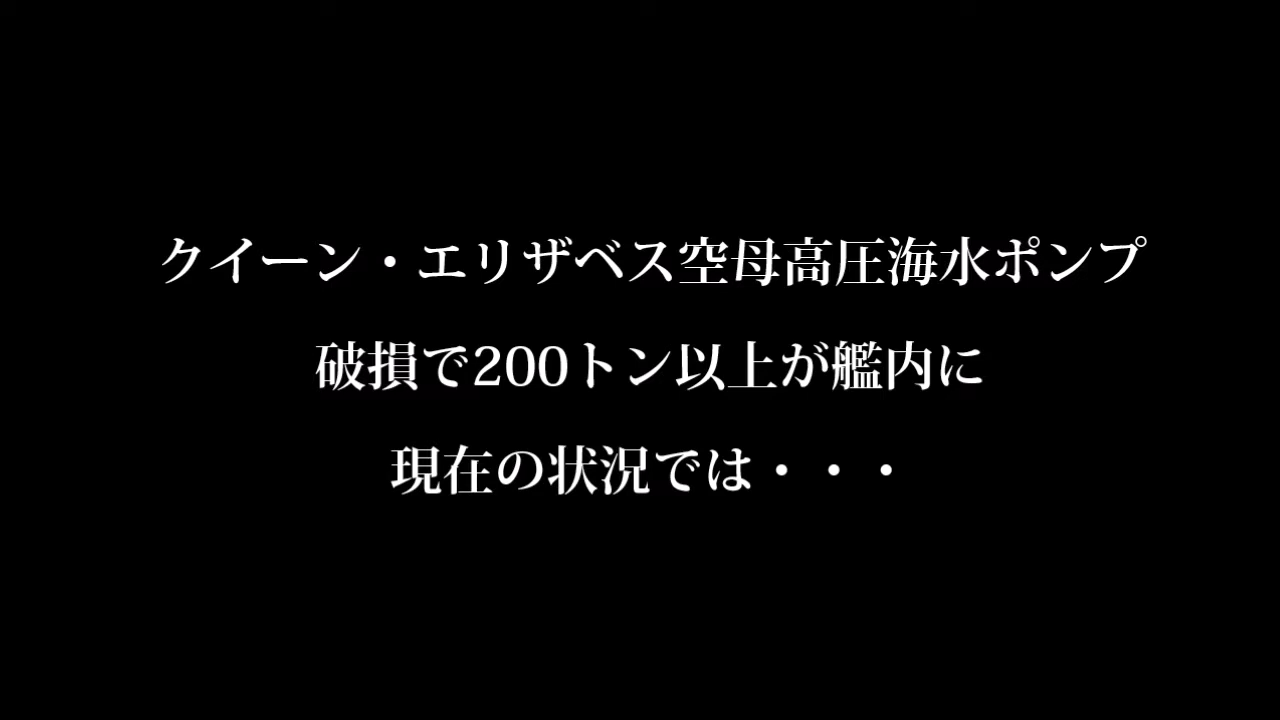 クイーン・エリザベス空母高圧海水ポンプ
破損で200トン以上が艦内に
現在の状況では・・・